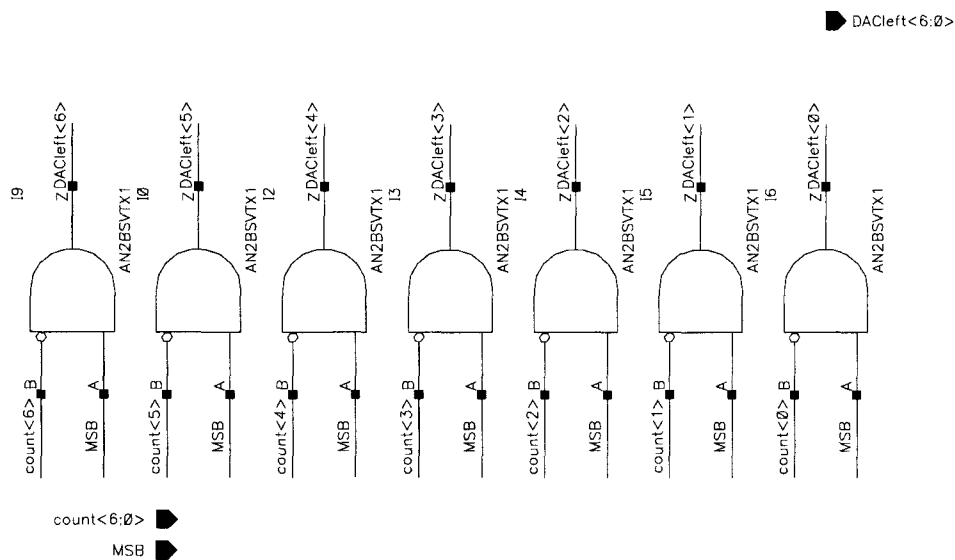 DACleft<6:0>
I9
Z DACleft<6>
AN2BSVTX1
I0
Z DACleft<5>
AN2BSVTX1
I2
Z DACleft<4>
AN2BSVTX1
I3
Z DACleft<3>
AN2BSVTX1
I4
Z DACleft<2>
AN2BSVTX1
I5
Z DACleft<1>
AN2BSVTX1
I6
Z DACleft<0>
AN2BSVTX1
count<6> B
MSB A
count<5> B
MSB A
count<4> B
MSB A
count<3> B
MSB A
count<2> B
MSB A
count<1> B
MSB A
count<0> B
MSB A
count<6:0>
MSB